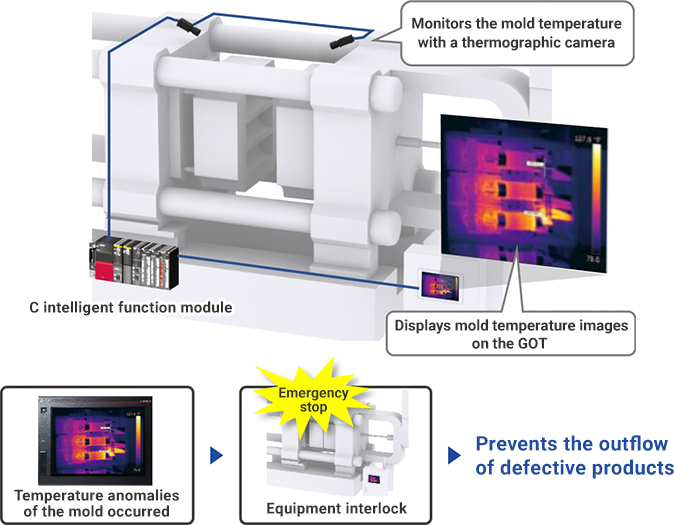 Monitors the mold temperature
with a thermographic camera
127.6 °F
78.0
C intelligent function module
Displays mold temperature images
on the GOT
Emergency
stop
Temperature anomalies
of the mold occurred
Equipment interlock
Prevents the outflow
of defective products